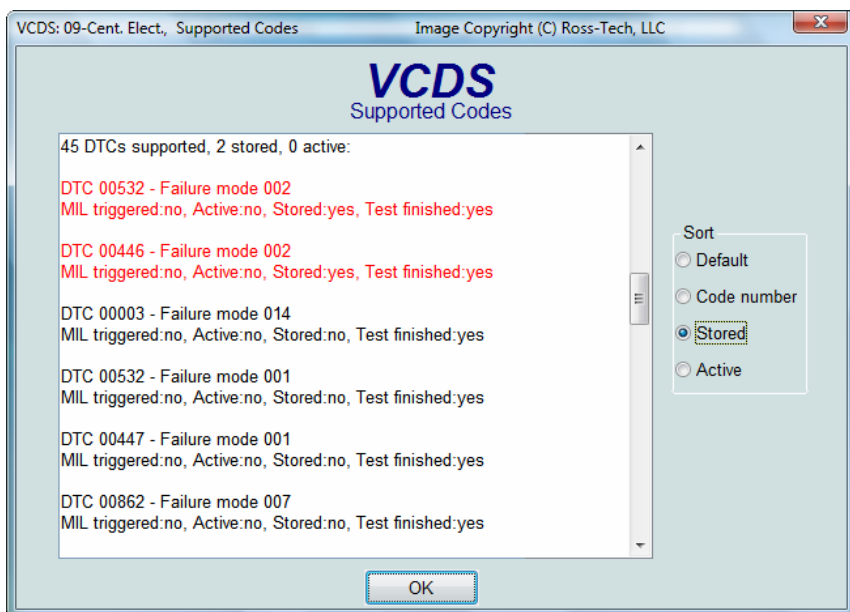 VCDS: 09-Cent. Elect., Supported Codes Image Copyright (C) Ross-Tech, LLC
VCDS
Supported Codes
45 DTCs supported, 2 stored, 0 active:
DTC 00532 - Failure mode 002
MIL triggered:no, Active:no, Stored:yes, Test finished:yes
DTC 00446 - Failure mode 002
MIL triggered:no, Active:no, Stored:yes, Test finished:yes
DTC 00003 - Failure mode 014
MIL triggered:no, Active:no, Stored:no, Test finished:yes
DTC 00532 - Failure mode 001
MIL triggered:no, Active:no, Stored:no, Test finished:yes
DTC 00447 - Failure mode 001
MIL triggered:no, Active:no, Stored:no, Test finished:yes
DTC 00862 - Failure mode 007
MIL triggered:no, Active:no, Stored:no, Test finished:yes
Sort
Default
Code number
Stored
Active
OK